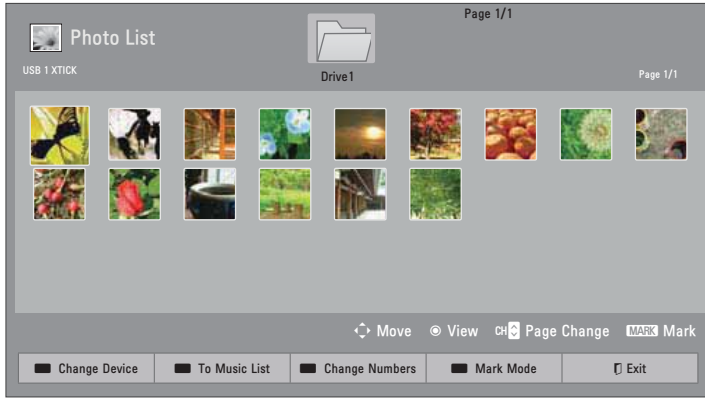 Page 1/1
Photo List
USB 1 XTICK
Drive1
Page 1/1
Move View CH Page Change MARK Mark
Change Device To Music List Change Numbers Mark Mode Exit